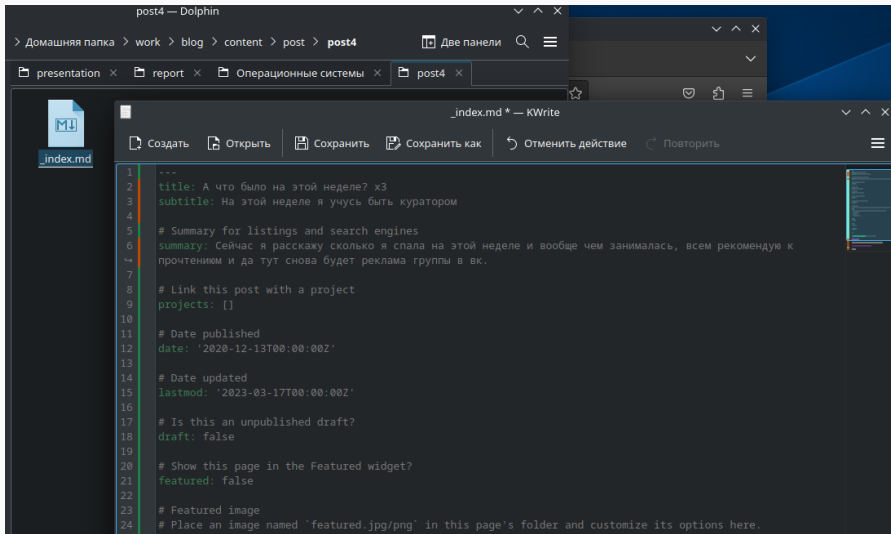 post4 — Dolphin
> Домашняя папка > work > blog > content > post > post4
Две панели
presentation × report × Операционные системы × post4 ×
_index.md
_index.md * — KWrite
Создать Открыть Сохранить Сохранить как Отменить действие Повторить
1 ---
2 title: А что было на этой неделе? x3
3 subtitle: На этой неделе я учусь быть куратором
4
5 # Summary for listings and search engines
6 summary: Сейчас я расскажу сколько я спала на этой неделе и вообще чем занималась, всем рекомендую к
прочтениюм и да тут снова будет реклама группы в вк.
7
8 # Link this post with a project
9 projects: []
10
11 # Date published
12 date: '2020-12-13T00:00:00Z'
13
14 # Date updated
15 lastmod: '2023-03-17T00:00:00Z'
16
17 # Is this an unpublished draft?
18 draft: false
19
20 # Show this page in the Featured widget?
21 featured: false
22
23 # Featured image
24 # Place an image named `featured.jpg/png` in this page's folder and customize its options here.